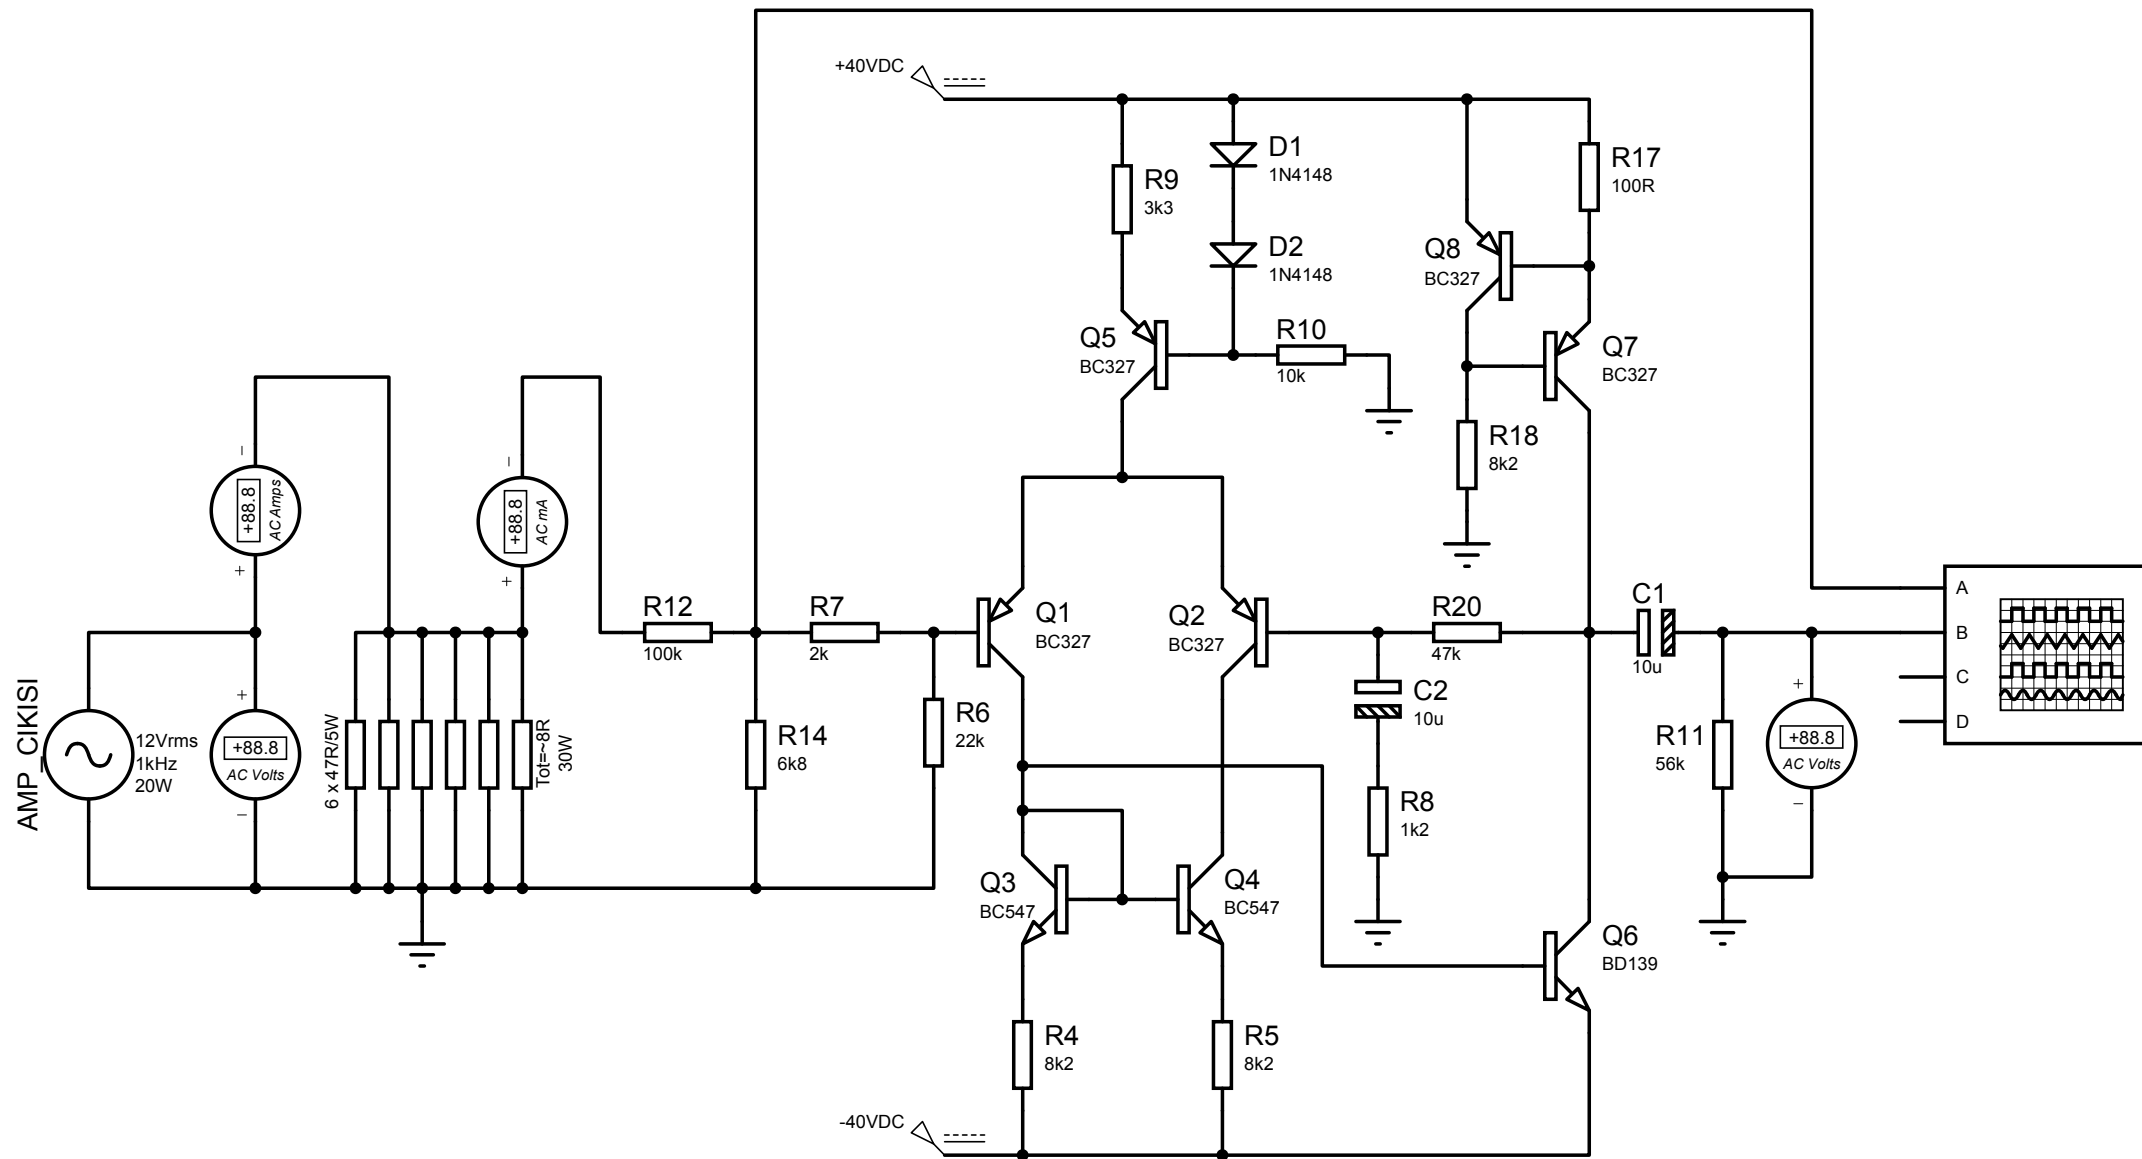 +40VDC
D1
1N4148
R17
100R
R9
3k3
D2
1N4148
Q8
BC327
Q5
BC327
R10
10k
Q7
BC327
R18
8k2
−
+88.8
AC Amps
+
−
+88.8
AC mA
+
R12
100k
R7
2k
Q1
BC327
Q2
BC327
R20
47k
C1
10u
A
B
C
D
AMP_CIKISI
12Vrms
1kHz
20W
+
+88.8
AC Volts
−
6 x 47R/5W
Tot=~8R
30W
R14
6k8
R6
22k
C2
10u
R8
1k2
R11
56k
+
+88.8
AC Volts
−
Q3
BC547
Q4
BC547
Q6
BD139
R4
8k2
R5
8k2
-40VDC